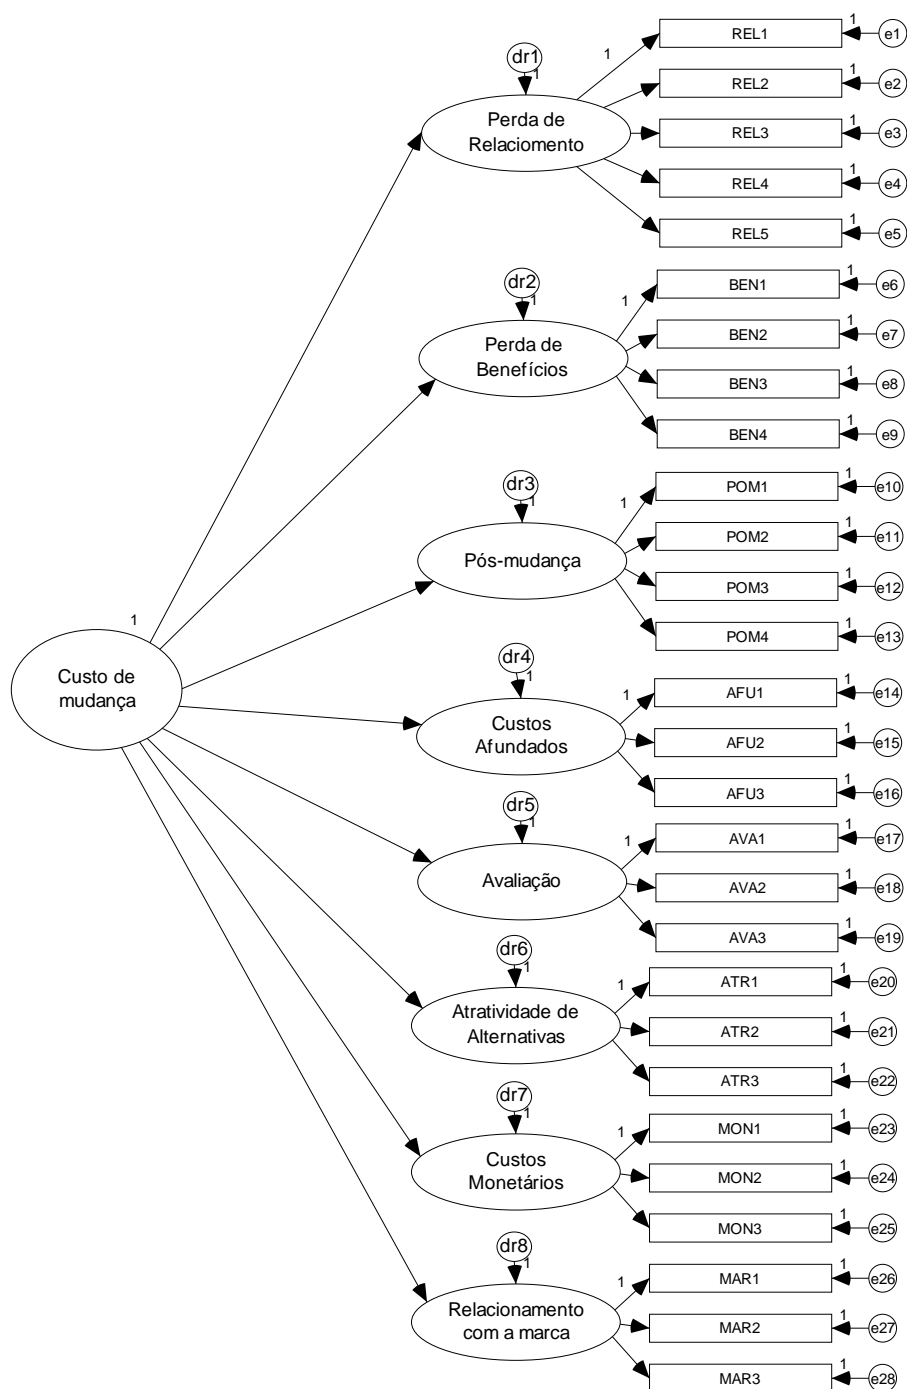 1
REL1
1
e1
dr1
1
1
REL2
1
e2
Perda de
Relaciomento
REL3
1
e3
REL4
1
e4
REL5
1
e5
dr2
1
1
BEN1
1
e6
Perda de
Benefícios
BEN2
1
e7
BEN3
1
e8
BEN4
1
e9
dr3
1
1
POM1
1
e10
Pós-mudança
POM2
1
e11
POM3
1
e12
POM4
1
e13
1
Custo de
mudança
dr4
1
1
AFU1
1
e14
Custos
Afundados
AFU2
1
e15
AFU3
1
e16
dr5
1
1
AVA1
1
e17
Avaliação
AVA2
1
e18
AVA3
1
e19
dr6
1
1
ATR1
1
e20
Atratividade de
Alternativas
ATR2
1
e21
ATR3
1
e22
dr7
1
1
MON1
1
e23
Custos
Monetários
MON2
1
e24
MON3
1
e25
dr8
1
1
MAR1
1
e26
Relacionamento
com a marca
MAR2
1
e27
MAR3
1
e28